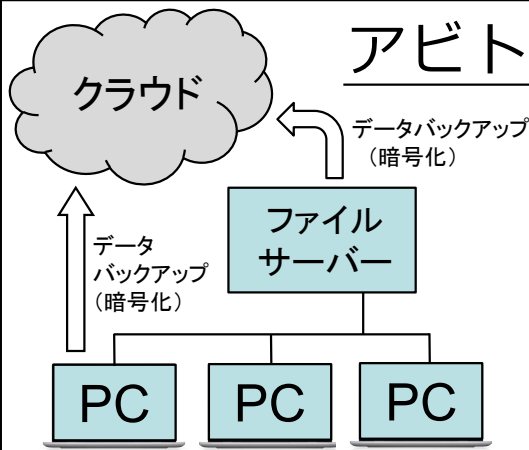 アビト
クラウド
データバックアップ
（暗号化）
ファイル
サーバー
データ
バックアップ
（暗号化）
PC
PC
PC